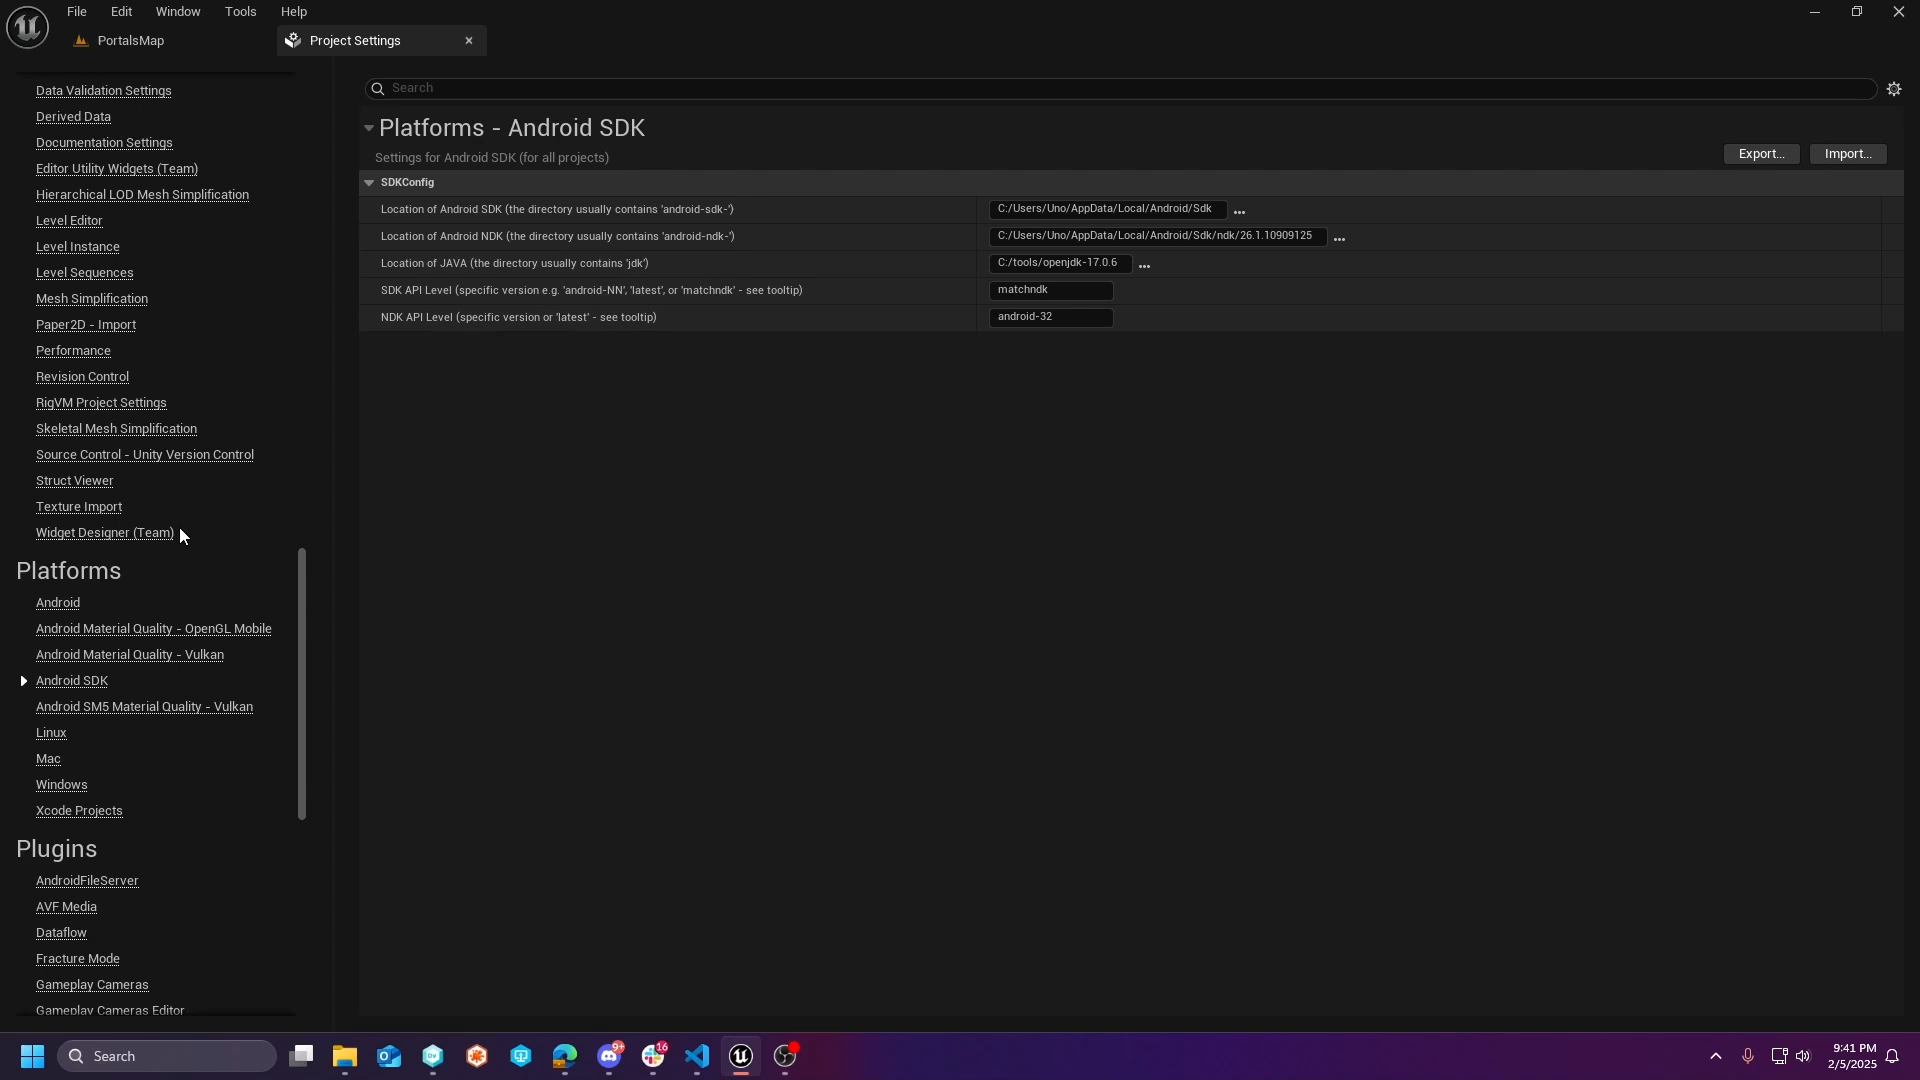 File Edit Window Tools Help
PortalsMap
Project Settings
Data Validation Settings
Derived Data
Documentation Settings
Editor Utility Widgets (Team)
Hierarchical LOD Mesh Simplification
Level Editor
Level Instance
Level Sequences
Mesh Simplification
Paper2D - Import
Performance
Revision Control
RigVM Project Settings
Skeletal Mesh Simplification
Source Control - Unity Version Control
Struct Viewer
Texture Import
Widget Designer (Team)
Platforms
Android
Android Material Quality - OpenGL Mobile
Android Material Quality - Vulkan
Android SDK
Android SM5 Material Quality - Vulkan
Linux
Mac
Windows
Xcode Projects
Plugins
AndroidFileServer
AVF Media
Dataflow
Fracture Mode
Gameplay Cameras
Gameplay Cameras Editor
Search
Platforms - Android SDK
Settings for Android SDK (for all projects)
Export...
Import...
SDKConfig
Location of Android SDK (the directory usually contains 'android-sdk-') C:/Users/Uno/AppData/Local/Android/Sdk
Location of Android NDK (the directory usually contains 'android-ndk-') C:/Users/Uno/AppData/Local/Android/Sdk/ndk/26.1.10909125
Location of JAVA (the directory usually contains 'jdk') C:/tools/openjdk-17.0.6
SDK API Level (specific version e.g. 'android-NN', 'latest', or 'matchndk' - see tooltip) matchndk
NDK API Level (specific version or 'latest' - see tooltip) android-32
Search
9+
16
9:41 PM
2/5/2025